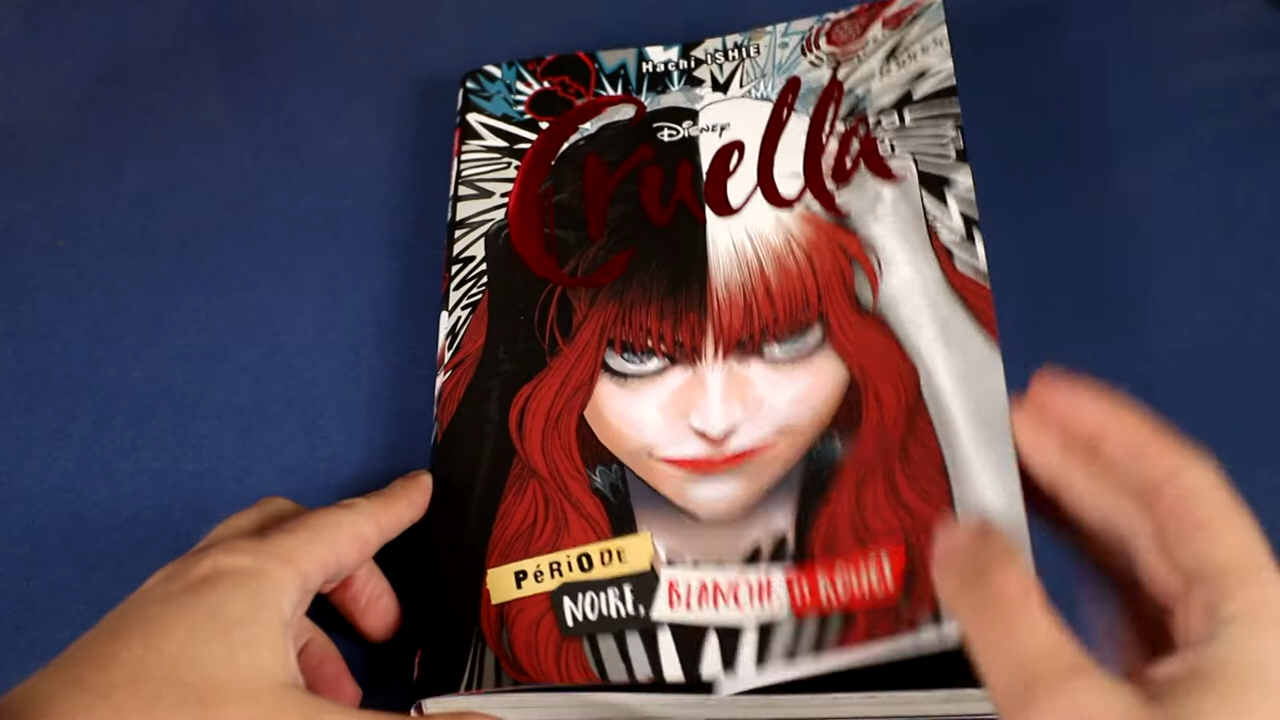 Hachi ISHIE
Disney
Cruella
PéRiODE
NOIRE, BLANCHE ET ROUGE